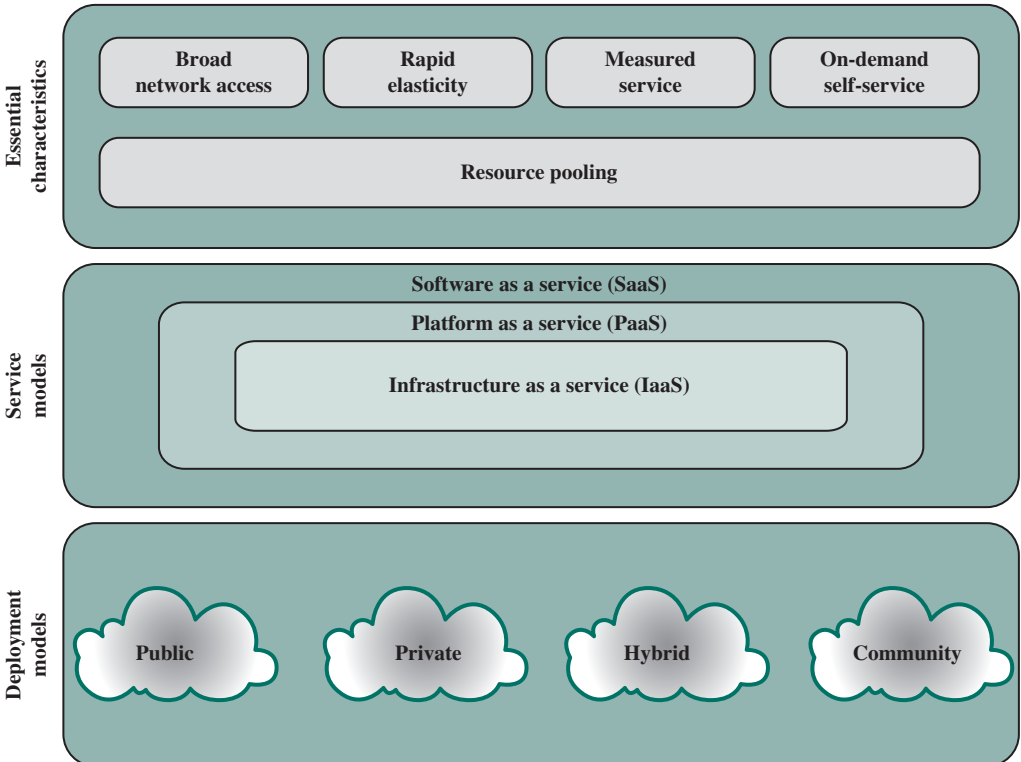 Essential
characteristics
Broad
network access
Rapid
elasticity
Measured
service
On-demand
self-service
Resource pooling
Service
models
Software as a service (SaaS)
Platform as a service (PaaS)
Infrastructure as a service (IaaS)
Deployment
models
Public
Private
Hybrid
Community